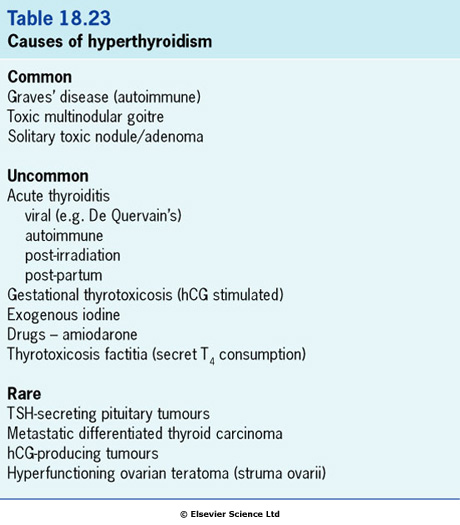 Table 18.23
Causes of hyperthyroidism
Common
Graves' disease (autoimmune)
Toxic multinodular goitre
Solitary toxic nodule/adenoma
Uncommon
Acute thyroiditis
viral (e.g. De Quervain's)
autoimmune
post-irradiation
post-partum
Gestational thyrotoxicosis (hCG stimulated)
Exogenous iodine
Drugs – amiodarone
Thyrotoxicosis factitia (secret T₄ consumption)
Rare
TSH-secreting pituitary tumours
Metastatic differentiated thyroid carcinoma
hCG-producing tumours
Hyperfunctioning ovarian teratoma (struma ovarii)
© Elsevier Science Ltd